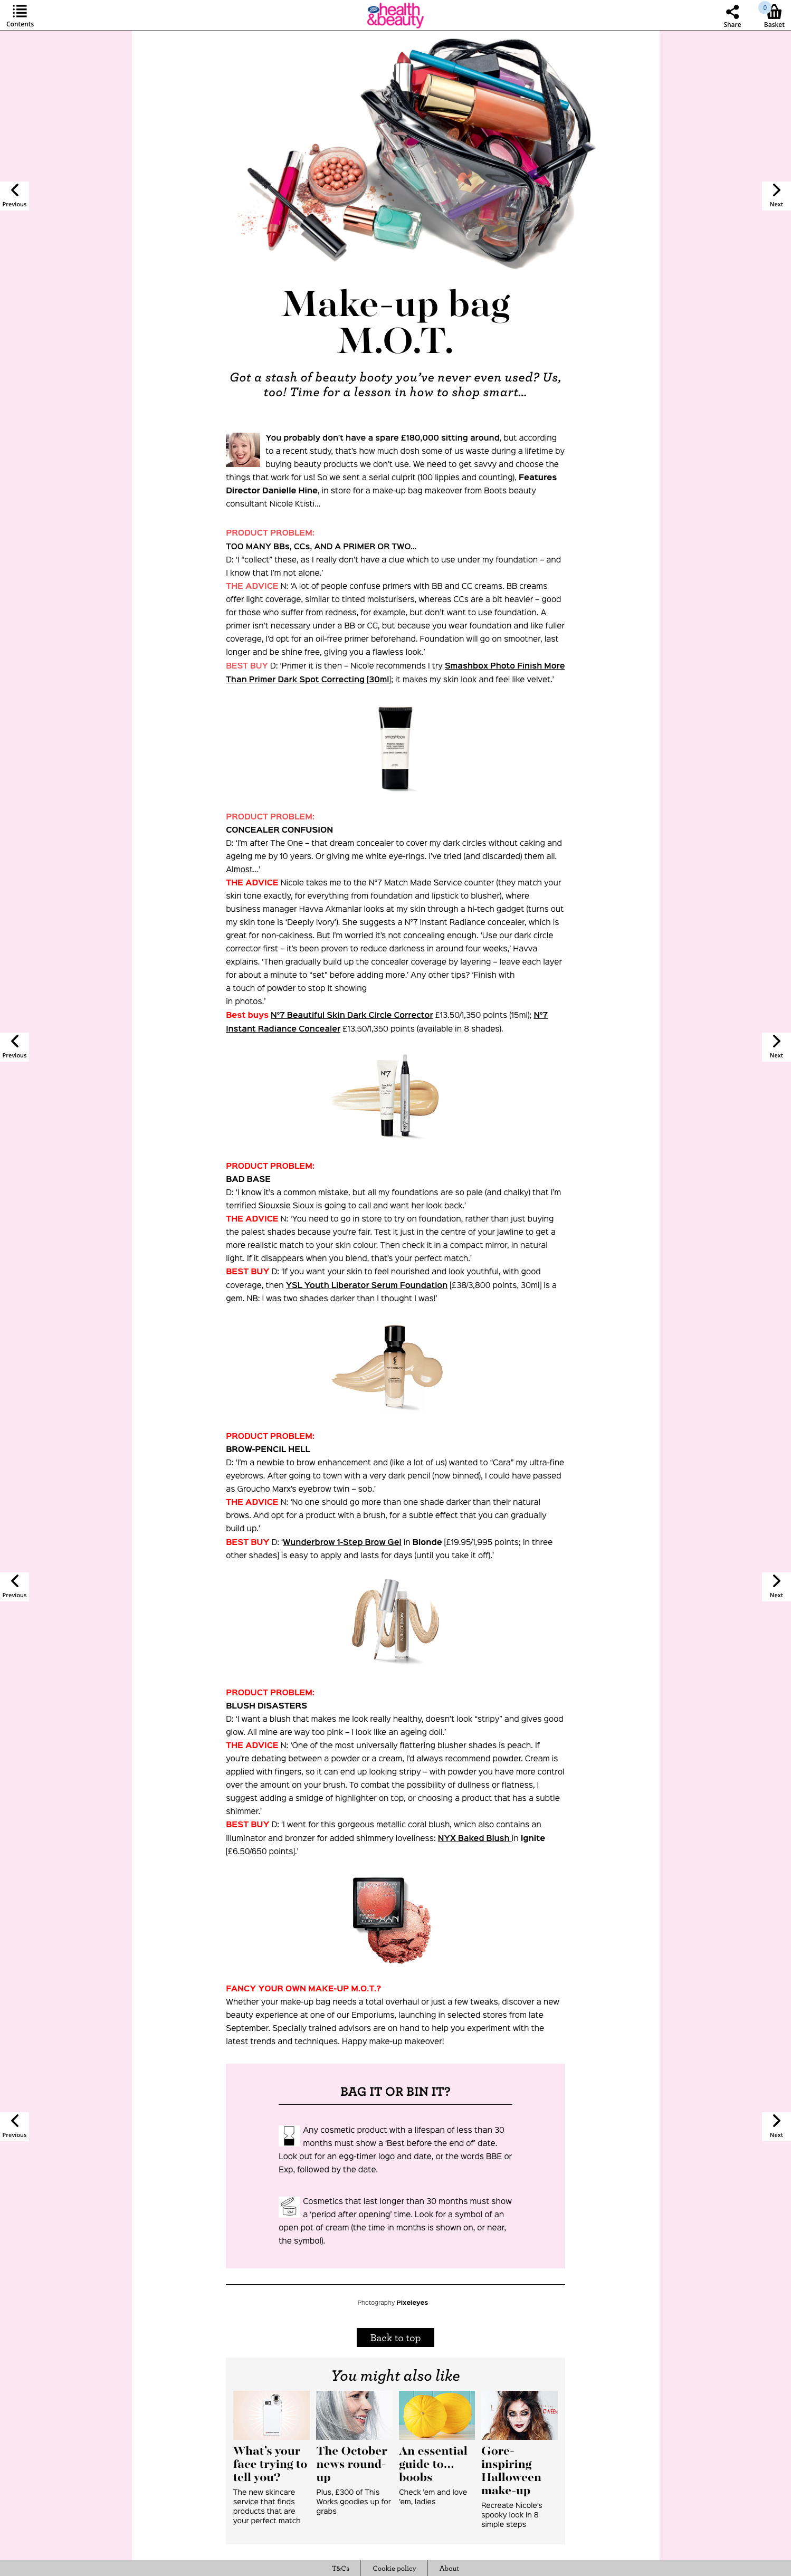 Contents
Boots
health
&beauty
Share
0
Basket
Make-up bag
M.O.T.
Got a stash of beauty booty you've never even used? Us,
too! Time for a lesson in how to shop smart...
You probably don't have a spare £180,000 sitting around, but according
to a recent study, that's how much dosh some of us waste during a lifetime by
buying beauty products we don't use. We need to get savvy and choose the
things that work for us! So we sent a serial culprit (100 lippies and counting), Features
Director Danielle Hine, in store for a make-up bag makeover from Boots beauty
consultant Nicole Ktisti...
PRODUCT PROBLEM:
TOO MANY BBs, CCs, AND A PRIMER OR TWO...
D: 'I "collect" these, as I really don't have a clue which to use under my foundation – and
I know that I'm not alone.'
THE ADVICE N: 'A lot of people confuse primers with BB and CC creams. BB creams
offer light coverage, similar to tinted moisturisers, whereas CCs are a bit heavier – good
for those who suffer from redness, for example, but don't want to use foundation. A
primer isn't necessary under a BB or CC, but because you wear foundation and like fuller
coverage, I'd opt for an oil-free primer beforehand. Foundation will go on smoother, last
longer and be shine free, giving you a flawless look.'
BEST BUY D: 'Primer it is then – Nicole recommends I try Smashbox Photo Finish More
Than Primer Dark Spot Correcting [30ml]; it makes my skin look and feel like velvet.'
smashbox
PRODUCT PROBLEM:
CONCEALER CONFUSION
D: 'I'm after The One – that dream concealer to cover my dark circles without caking and
ageing me by 10 years. Or giving me white eye-rings. I've tried (and discarded) them all.
Almost...'
THE ADVICE Nicole takes me to the Nº7 Match Made Service counter (they match your
skin tone exactly, for everything from foundation and lipstick to blusher), where
business manager Havva Akmanlar looks at my skin through a hi-tech gadget (turns out
my skin tone is 'Deeply Ivory'). She suggests a Nº7 Instant Radiance concealer, which is
great for non-cakiness. But I'm worried it's not concealing enough. 'Use our dark circle
corrector first – it's been proven to reduce darkness in around four weeks,' Havva
explains. 'Then gradually build up the concealer coverage by layering – leave each layer
for about a minute to "set" before adding more.' Any other tips? 'Finish with
a touch of powder to stop it showing
in photos.'
Best buys Nº7 Beautiful Skin Dark Circle Corrector £13.50/1,350 points (15ml); Nº7
Instant Radiance Concealer £13.50/1,350 points (available in 8 shades).
Nº7
Nº7
PRODUCT PROBLEM:
BAD BASE
D: 'I know it's a common mistake, but all my foundations are so pale (and chalky) that I'm
terrified Siouxsie Sioux is going to call and want her look back.'
THE ADVICE N: 'You need to go in store to try on foundation, rather than just buying
the palest shades because you're fair. Test it just in the centre of your jawline to get a
more realistic match to your skin colour. Then check it in a compact mirror, in natural
light. If it disappears when you blend, that's your perfect match.'
BEST BUY D: 'If you want your skin to feel nourished and look youthful, with good
coverage, then YSL Youth Liberator Serum Foundation [£38/3,800 points, 30ml] is a
gem. NB: I was two shades darker than I thought I was!'
PRODUCT PROBLEM:
BROW-PENCIL HELL
D: 'I'm a newbie to brow enhancement and (like a lot of us) wanted to "Cara" my ultra-fine
eyebrows. After going to town with a very dark pencil (now binned), I could have passed
as Groucho Marx's eyebrow twin – sob.'
THE ADVICE N: 'No one should go more than one shade darker than their natural
brows. And opt for a product with a brush, for a subtle effect that you can gradually
build up.'
BEST BUY D: 'Wunderbrow 1-Step Brow Gel in Blonde [£19.95/1,995 points; in three
other shades] is easy to apply and lasts for days (until you take it off).'
PRODUCT PROBLEM:
BLUSH DISASTERS
D: 'I want a blush that makes me look really healthy, doesn't look "stripy" and gives good
glow. All mine are way too pink – I look like an ageing doll.'
THE ADVICE N: 'One of the most universally flattering blusher shades is peach. If
you're debating between a powder or a cream, I'd always recommend powder. Cream is
applied with fingers, so it can end up looking stripy – with powder you have more control
over the amount on your brush. To combat the possibility of dullness or flatness, I
suggest adding a smidge of highlighter on top, or choosing a product that has a subtle
shimmer.'
BEST BUY D: 'I went for this gorgeous metallic coral blush, which also contains an
illuminator and bronzer for added shimmery loveliness: NYX Baked Blush in Ignite
[£6.50/650 points].'
FANCY YOUR OWN MAKE-UP M.O.T.?
Whether your make-up bag needs a total overhaul or just a few tweaks, discover a new
beauty experience at one of our Emporiums, launching in selected stores from late
September. Specially trained advisors are on hand to help you experiment with the
latest trends and techniques. Happy make-up makeover!
BAG IT OR BIN IT?
Any cosmetic product with a lifespan of less than 30
months must show a 'Best before the end of' date.
Look out for an egg-timer logo and date, or the words BBE or
Exp, followed by the date.
Cosmetics that last longer than 30 months must show
a 'period after opening' time. Look for a symbol of an
open pot of cream (the time in months is shown on, or near,
the symbol).
Photography Pixeleyes
Back to top
You might also like
What's your
face trying to
tell you?
The new skincare
service that finds
products that are
your perfect match
The October
news round-
up
Plus, £300 of This
Works goodies up for
grabs
An essential
guide to...
boobs
Check 'em and love
'em, ladies
Gore-
inspiring
Halloween
make-up
Recreate Nicole's
spooky look in 8
simple steps
Previous
Next
Previous
Next
Previous
Next
Previous
Next
T&Cs
Cookie policy
About